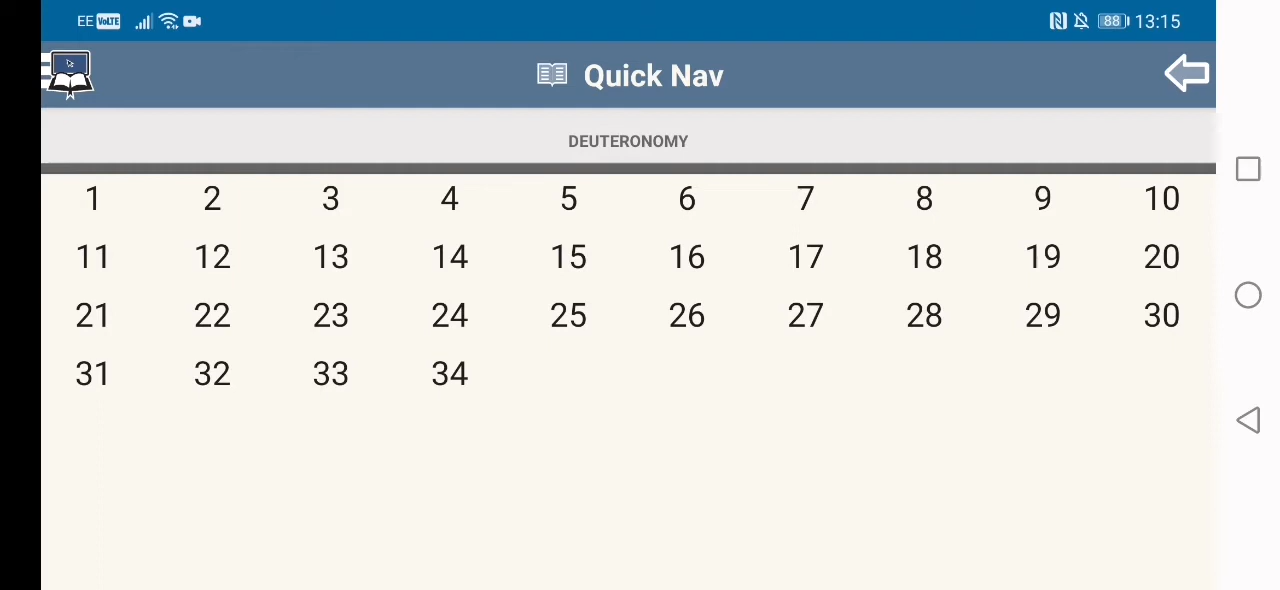 EE VoLTE 88 13:15
Quick Nav
DEUTERONOMY
1 2 3 4 5 6 7 8 9 10
11 12 13 14 15 16 17 18 19 20
21 22 23 24 25 26 27 28 29 30
31 32 33 34